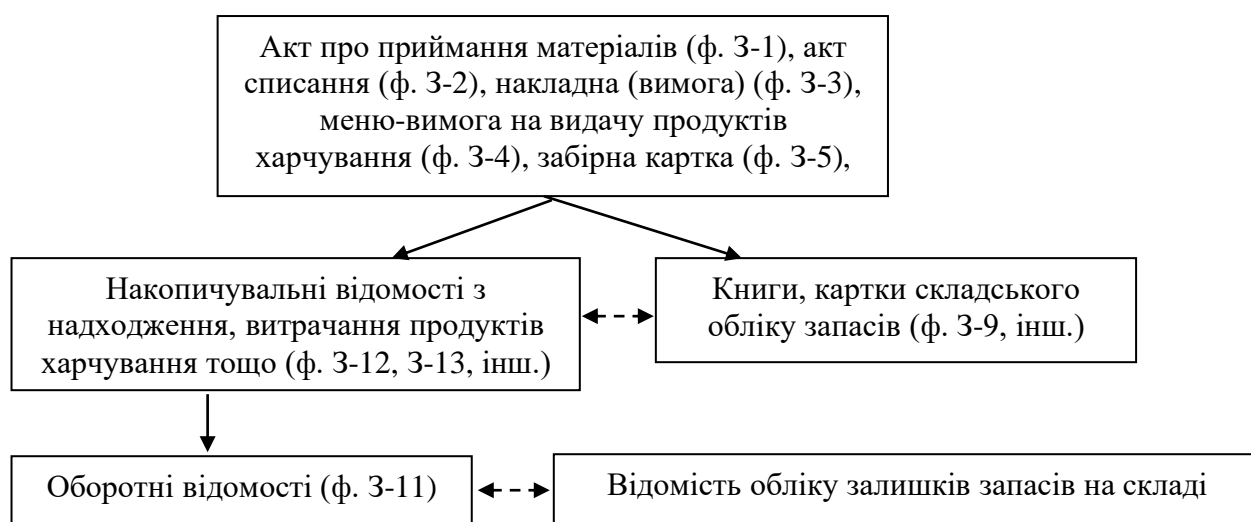 Акт про приймання матеріалів (ф. З-1), акт
списання (ф. З-2), накладна (вимога) (ф. З-3),
меню-вимога на видачу продуктів
харчування (ф. З-4), забірна картка (ф. З-5),
Накопичувальні відомості з
надходження, витрачання продуктів
харчування тощо (ф. З-12, З-13, інш.)
Книги, картки складського
обліку запасів (ф. З-9, інш.)
Оборотні відомості (ф. З-11)
Відомість обліку залишків запасів на складі